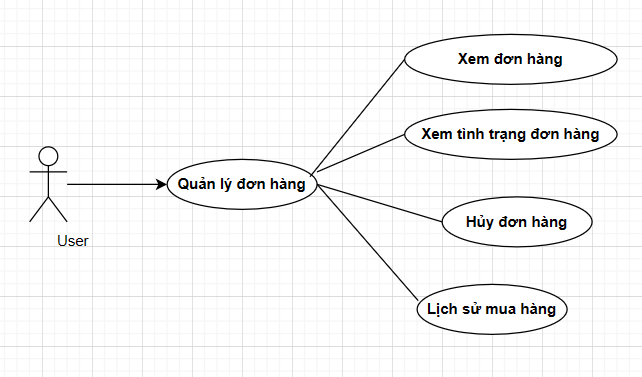 Xem đơn hàng
Xem tình trạng đơn hàng
Quản lý đơn hàng
Hủy đơn hàng
User
Lịch sử mua hàng